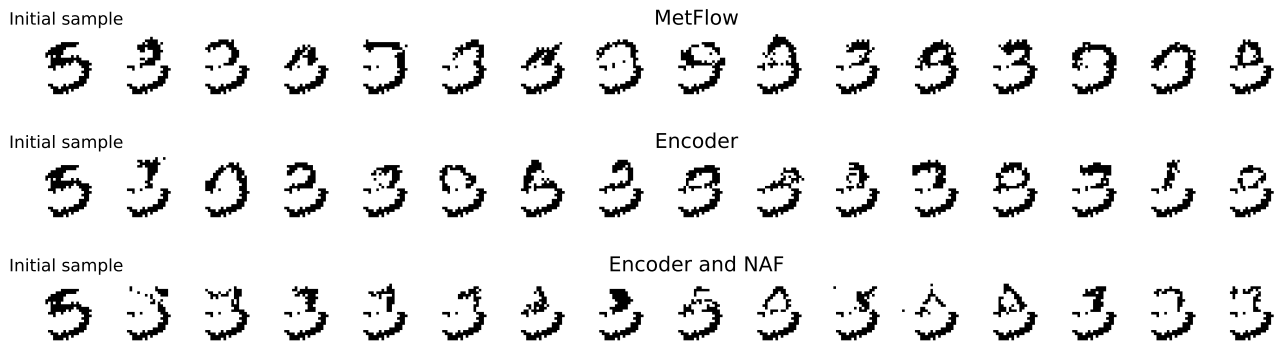 Initial sample MetFlow
Initial sample Encoder
Initial sample Encoder and NAF